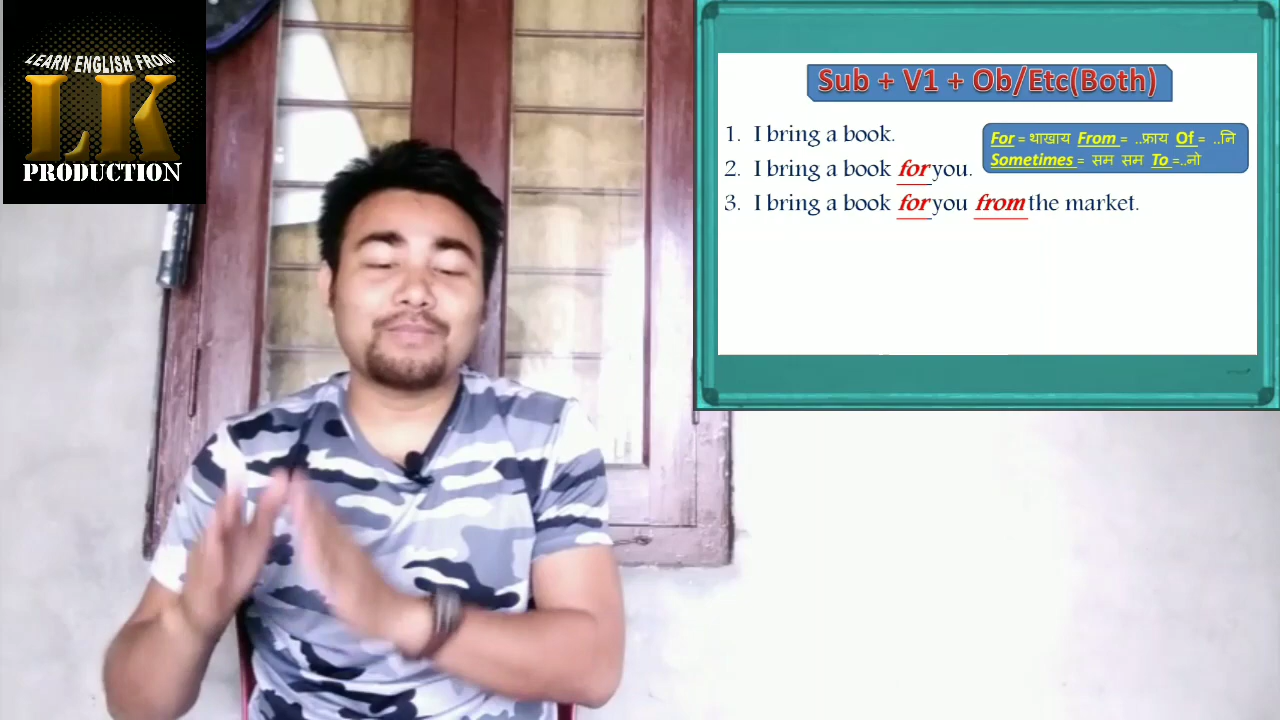 LEARN ENGLISH FROM
LK
PRODUCTION
Sub + V1 + Ob/Etc(Both)
1. I bring a book.
2. I bring a book for you.
3. I bring a book for you from the market.
For = थाखाय From = ..फ्राय Of = ..नि
Sometimes = सम सम To =..नो